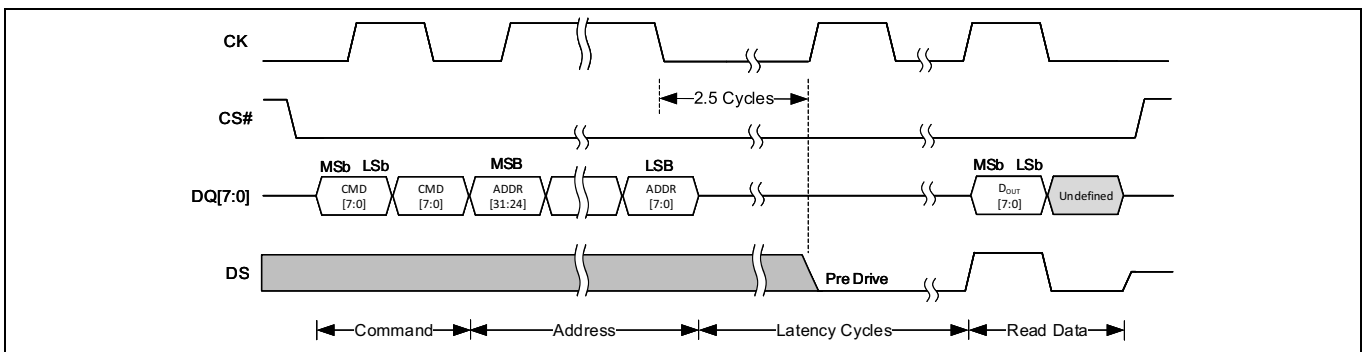 CK
2.5 Cycles
CS#
MSb LSb MSB LSB MSb LSb
DQ[7:0] CMD CMD ADDR ADDR DOUT Undefined
[7:0] [7:0] [31:24] [7:0] [7:0]
DS Pre Drive
Command Address Latency Cycles Read Data